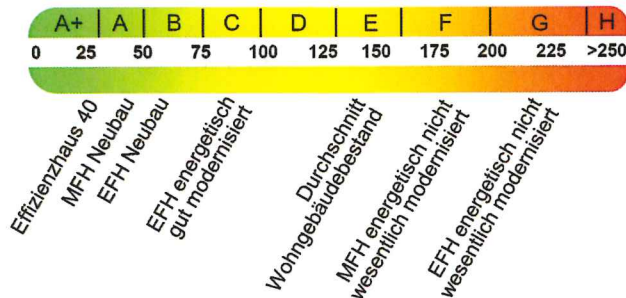 A+ A B C D E F G H
0 25 50 75 100 125 150 175 200 225 >250
Effizienzhaus 40
MFH Neubau
EFH Neubau
EFH energetisch
gut modernisiert
Durchschnitt
Wohngebäudebestand
MFH energetisch nicht
wesentlich modernisiert
EFH energetisch nicht
wesentlich modernisiert